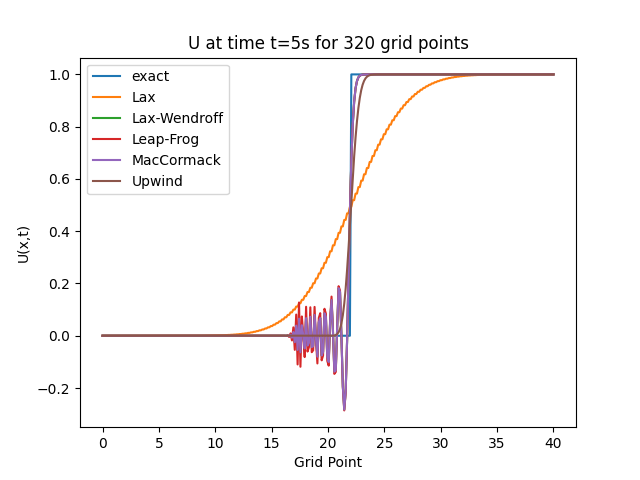 U at time t=5s for 320 grid points
exact
Lax
Lax-Wendroff
Leap-Frog
MacCormack
Upwind
1.0
0.8
0.6
0.4
0.2
0.0
−0.2
U(x,t)
0 5 10 15 20 25 30 35 40
Grid Point